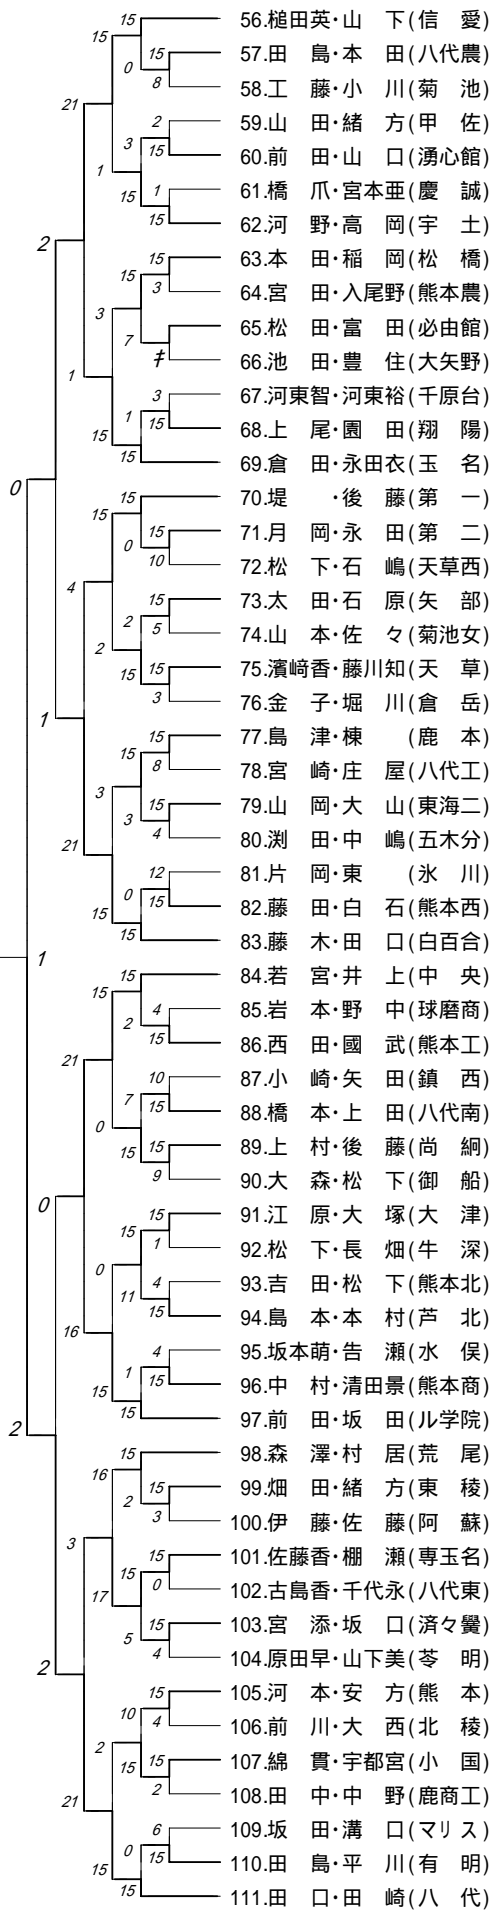 56.槌田英・山　下(信　愛)
57.田　島・本　田(八代農)
58.工　藤・小　川(菊　池)
59.山　田・緒　方(甲　佐)
60.前　田・山　口(湧心館)
61.橋　爪・宮本亜(慶　誠)
62.河　野・高　岡(宇　土)
63.本　田・稲　岡(松　橋)
64.宮　田・入尾野(熊本農)
65.松　田・富　田(必由館)
66.池　田・豊　住(大矢野)
67.河東智・河東裕(千原台)
68.上　尾・園　田(翔　陽)
69.倉　田・永田衣(玉　名)
70.堤　　・後　藤(第　一)
71.月　岡・永　田(第　二)
72.松　下・石　嶋(天草西)
73.太　田・石　原(矢　部)
74.山　本・佐　々(菊池女)
75.濱﨑香・藤川知(天　草)
76.金　子・堀　川(倉　岳)
77.島　津・棟　　(鹿　本)
78.宮　崎・庄　屋(八代工)
79.山　岡・大　山(東海二)
80.渕　田・中　嶋(五木分)
81.片　岡・東　　(氷　川)
82.藤　田・白　石(熊本西)
83.藤　木・田　口(白百合)
84.若　宮・井　上(中　央)
85.岩　本・野　中(球磨商)
86.西　田・國　武(熊本工)
87.小　崎・矢　田(鎮　西)
88.橋　本・上　田(八代南)
89.上　村・後　藤(尚　絅)
90.大　森・松　下(御　船)
91.江　原・大　塚(大　津)
92.松　下・長　畑(牛　深)
93.吉　田・松　下(熊本北)
94.島　本・本　村(芦　北)
95.坂本萌・告　瀬(水　俣)
96.中　村・清田景(熊本商)
97.前　田・坂　田(ル学院)
98.森　澤・村　居(荒　尾)
99.畑　田・緒　方(東　稜)
100.伊　藤・佐　藤(阿　蘇)
101.佐藤香・棚　瀬(専玉名)
102.古島香・千代永(八代東)
103.宮　添・坂　口(済々黌)
104.原田早・山下美(苓　明)
105.河　本・安　方(熊　本)
106.前　川・大　西(北　稜)
107.綿　貫・宇都宮(小　国)
108.田　中・中　野(鹿商工)
109.坂　田・溝　口(マリス)
110.田　島・平　川(有　明)
111.田　口・田　崎(八　代)